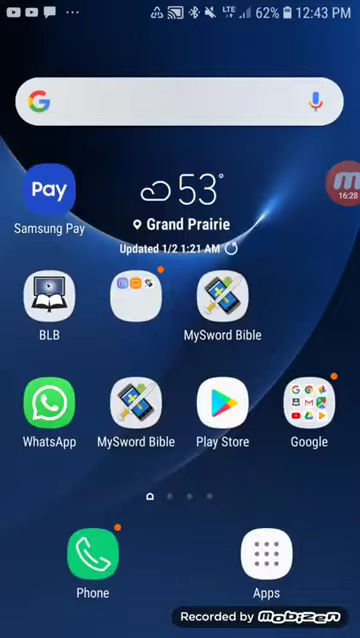 LTE 62% 12:43 PM
G
Pay
53°
Grand Prairie
Updated 1/2 1:21 AM
16:28
Samsung Pay
BLB
MySword Bible
WhatsApp
MySword Bible
Play Store
Google
Phone
Apps
Recorded by MOBIZEN